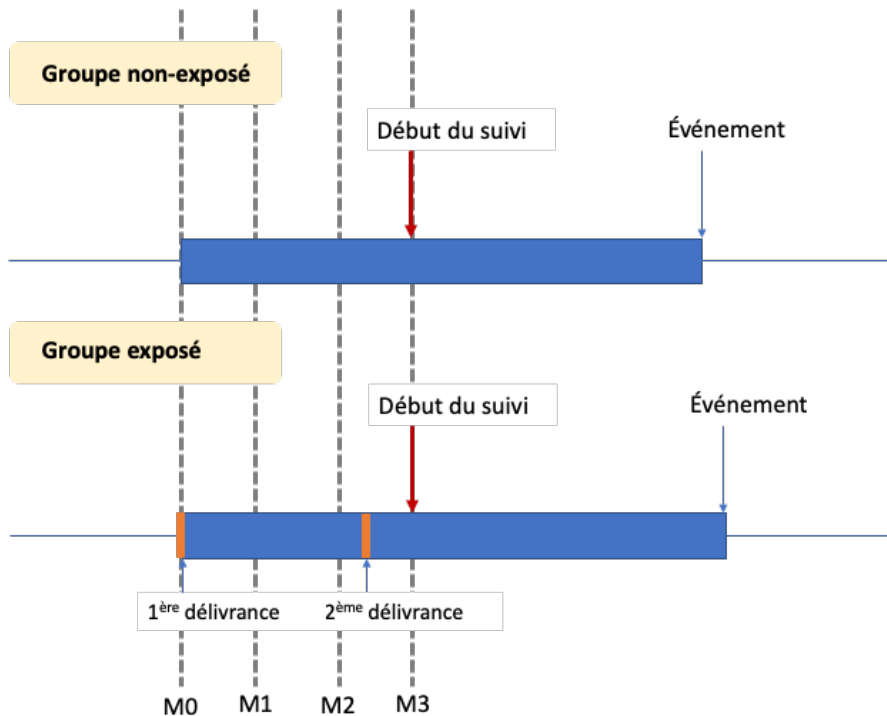 Groupe non-exposé
Début du suivi
Événement
Groupe exposé
Début du suivi
Événement
1ère délivrance 2ème délivrance
M0 M1 M2 M3